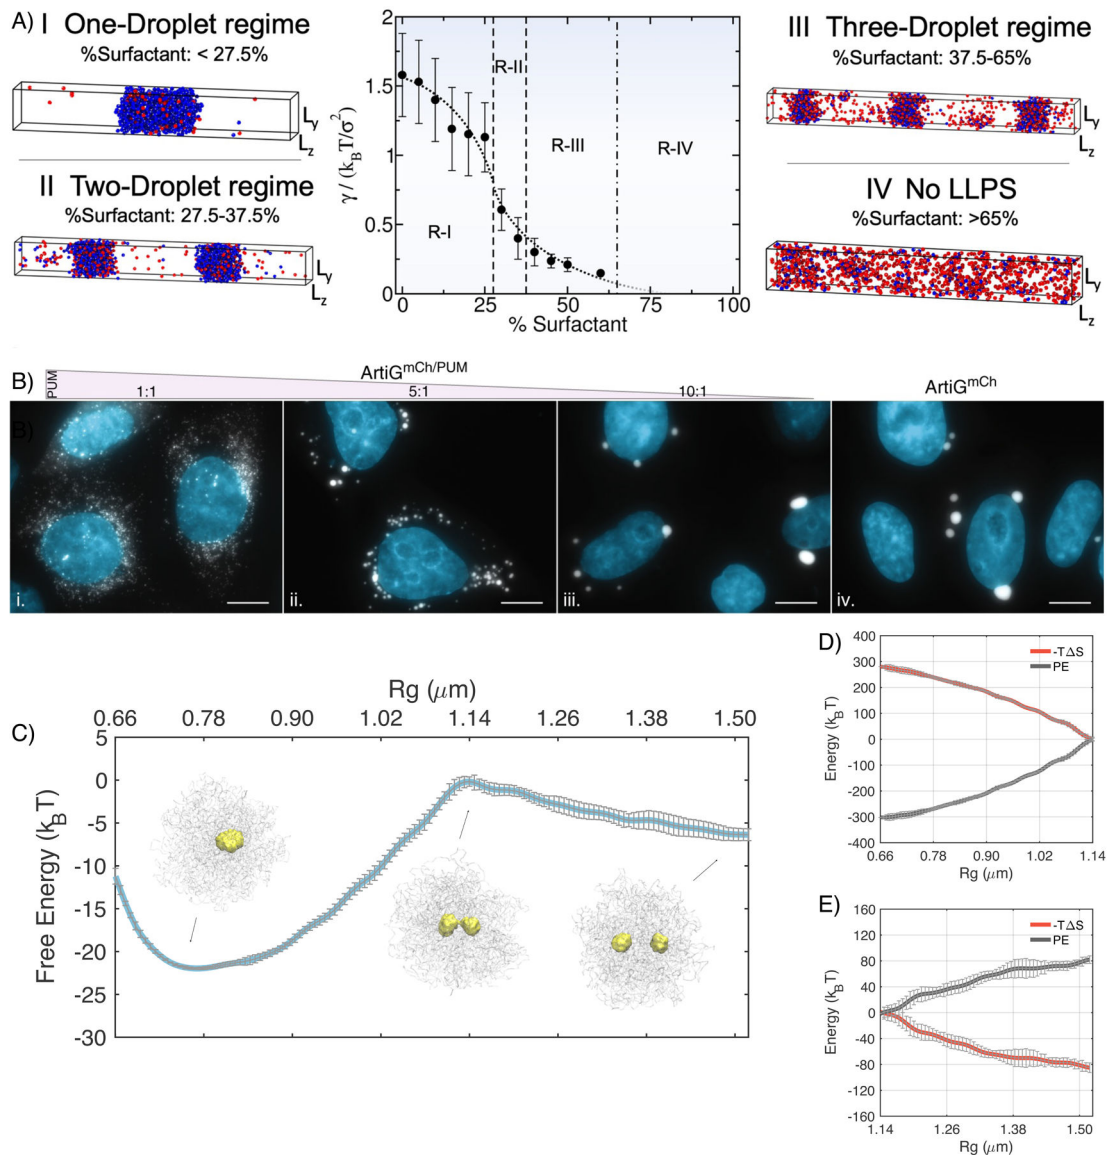 A)
I One-Droplet regime
%Surfactant: < 27.5%
Ly
Lz
II Two-Droplet regime
%Surfactant: 27.5-37.5%
Ly
Lz
2
1.5
1
0.5
0
γ / (kBT/σ²)
R-I
R-II
R-III
R-IV
0 25 50 75 100
% Surfactant
III Three-Droplet regime
%Surfactant: 37.5-65%
Ly
Lz
IV No LLPS
%Surfactant: >65%
Ly
Lz
B)
PUM
ArtiG^mCh/PUM
1:1 5:1 10:1
ArtiG^mCh
B)
i.
ii.
iii.
iv.
C)
Rg (μm)
0.66 0.78 0.90 1.02 1.14 1.26 1.38 1.50
5
0
-5
-10
-15
-20
-25
-30
Free Energy (kBT)
D)
400
300
200
100
0
-100
-200
-300
-400
Energy (kBT)
-TΔS
PE
0.66 0.78 0.90 1.02 1.14
Rg (μm)
E)
160
120
80
40
0
-40
-80
-120
-160
Energy (kBT)
-TΔS
PE
1.14 1.26 1.38 1.50
Rg (μm)